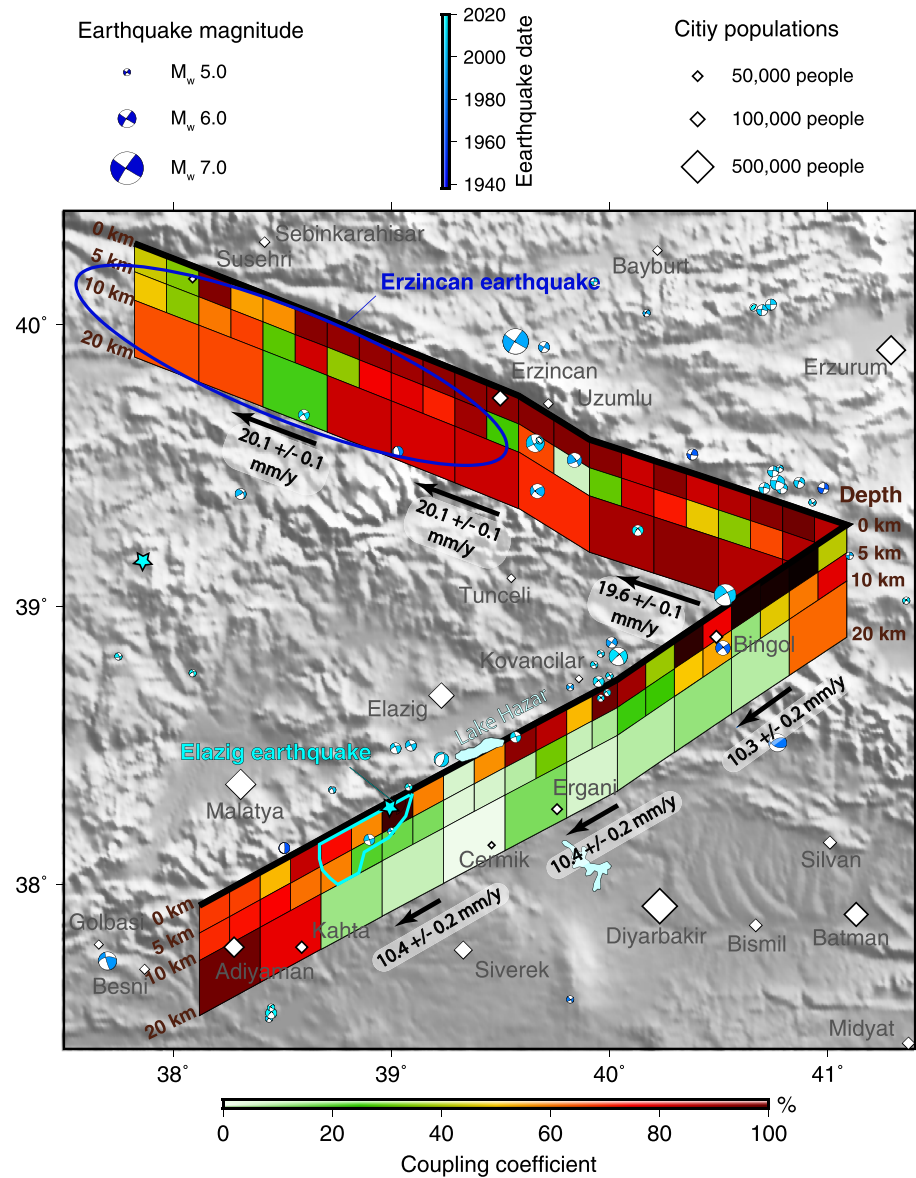 Earthquake magnitude
Mw 5.0
Mw 6.0
Mw 7.0
2020
2000
1980
1960
1940
Eearthquake date
Citiy populations
50,000 people
100,000 people
500,000 people
0 km
5 km
10 km
20 km
Sebinkarahisar
Susehri
Bayburt
Erzincan earthquake
40°
Erzincan
Erzurum
Uzumlu
20.1 +/- 0.1
mm/y
20.1 +/- 0.1
mm/y
19.6 +/- 0.1
mm/y
Depth
0 km
5 km
10 km
20 km
Tunceli
39°
Bingol
Kovancilar
Elazig
Lake Hazar
10.3 +/- 0.2 mm/y
Elazig earthquake
Malatya
Ergani
10.4 +/- 0.2 mm/y
Cermik
Silvan
38°
0 km
5 km
10 km
20 km
Golbasi
Besni
Kahta
Adiyaman
10.4 +/- 0.2 mm/y
Siverek
Diyarbakir
Bismil
Batman
Midyat
38°
39°
40°
41°
%
0
20
40
60
80
100
Coupling coefficient